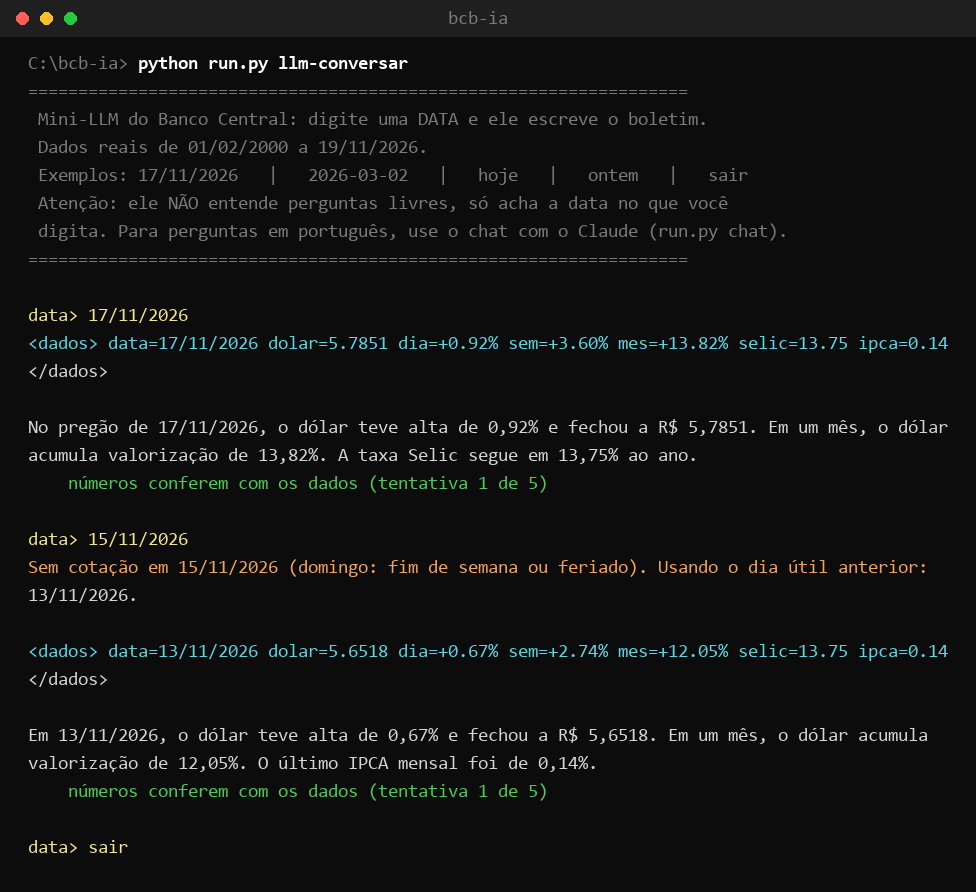 bcb-ia
C:\bcb-ia> python run.py llm-conversar
==================================================================
Mini-LLM do Banco Central: digite uma DATA e ele escreve o boletim.
Dados reais de 01/02/2000 a 19/11/2026.
Exemplos: 17/11/2026 | 2026-03-02 | hoje | ontem | sair
Atenção: ele NÃO entende perguntas livres, só acha a data no que você
digita. Para perguntas em português, use o chat com o Claude (run.py chat).
==================================================================
data> 17/11/2026
<dados> data=17/11/2026 dolar=5.7851 dia=+0.92% sem=+3.60% mes=+13.82% selic=13.75 ipca=0.14
</dados>
No pregão de 17/11/2026, o dólar teve alta de 0,92% e fechou a R$ 5,7851. Em um mês, o dólar
acumula valorização de 13,82%. A taxa Selic segue em 13,75% ao ano.
números conferem com os dados (tentativa 1 de 5)
data> 15/11/2026
Sem cotação em 15/11/2026 (domingo: fim de semana ou feriado). Usando o dia útil anterior:
13/11/2026.
<dados> data=13/11/2026 dolar=5.6518 dia=+0.67% sem=+2.74% mes=+12.05% selic=13.75 ipca=0.14
</dados>
Em 13/11/2026, o dólar teve alta de 0,67% e fechou a R$ 5,6518. Em um mês, o dólar acumula
valorização de 12,05%. O último IPCA mensal foi de 0,14%.
números conferem com os dados (tentativa 1 de 5)
data> sair